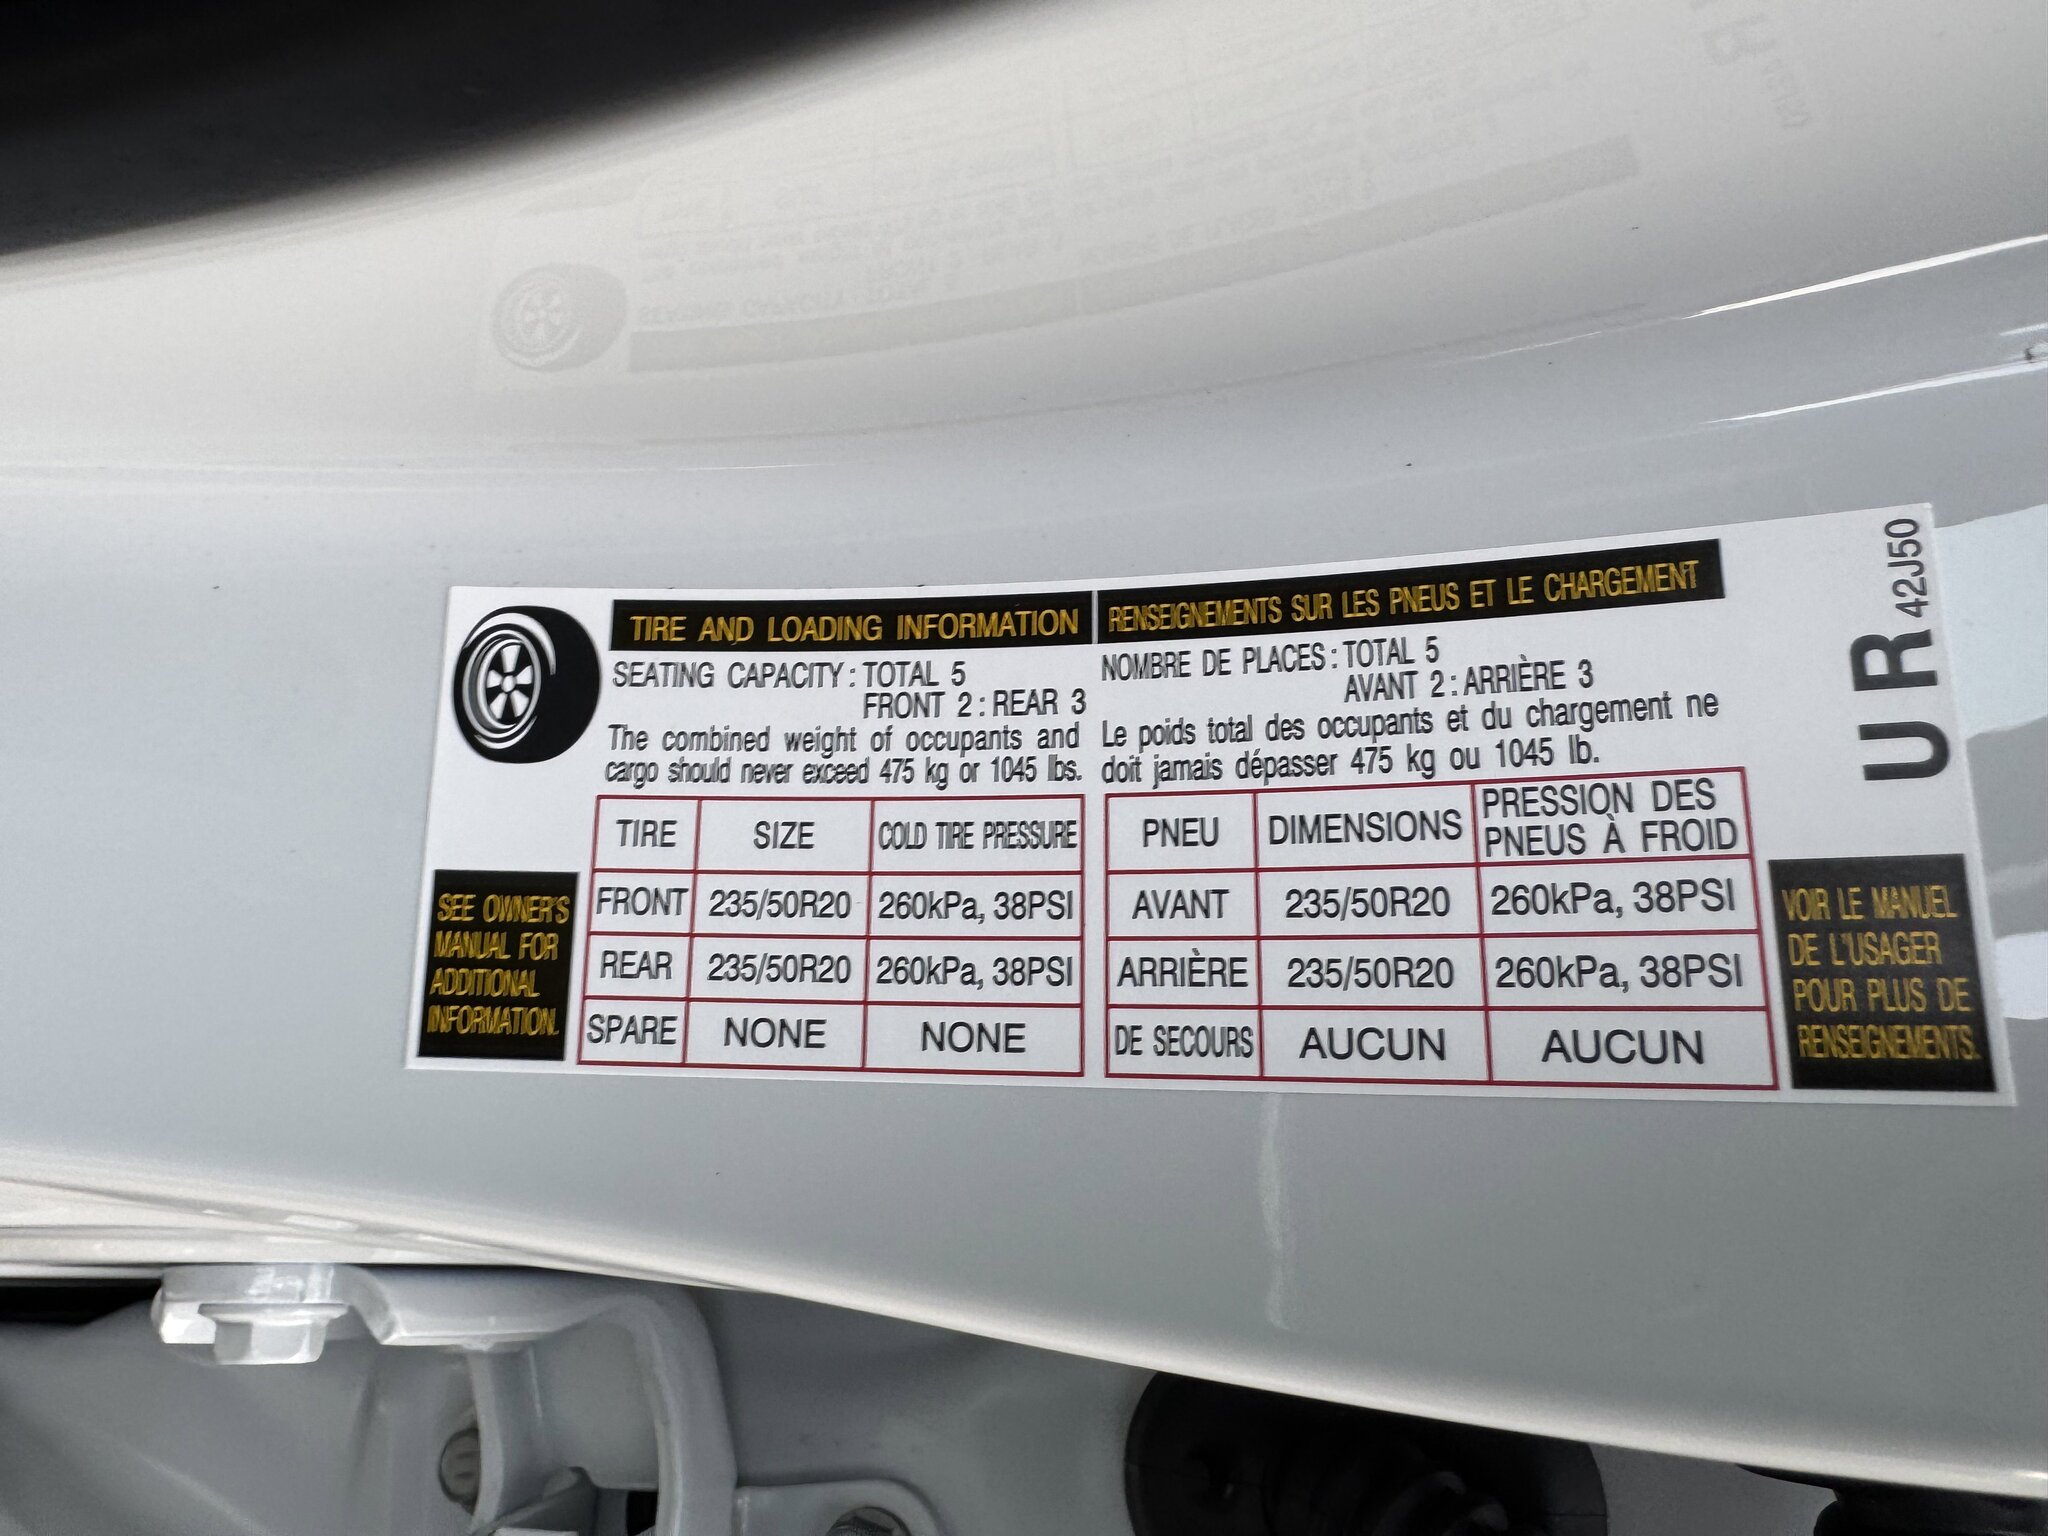 TIRE AND LOADING INFORMATION
SEATING CAPACITY : TOTAL 5
FRONT 2 : REAR 3
The combined weight of occupants and
cargo should never exceed 475 kg or 1045 lbs.
TIRE SIZE COLD TIRE PRESSURE
FRONT 235/50R20 260kPa, 38PSI
REAR 235/50R20 260kPa, 38PSI
SPARE NONE NONE
SEE OWNER'S
MANUAL FOR
ADDITIONAL
INFORMATION.
RENSEIGNEMENTS SUR LES PNEUS ET LE CHARGEMENT
NOMBRE DE PLACES : TOTAL 5
AVANT 2 : ARRIÈRE 3
Le poids total des occupants et du chargement ne
doit jamais dépasser 475 kg ou 1045 lb.
PNEU DIMENSIONS PRESSION DES
PNEUS À FROID
AVANT 235/50R20 260kPa, 38PSI
ARRIÈRE 235/50R20 260kPa, 38PSI
DE SECOURS AUCUN AUCUN
VOIR LE MANUEL
DE L'USAGER
POUR PLUS DE
RENSEIGNEMENTS.
UR 42J50